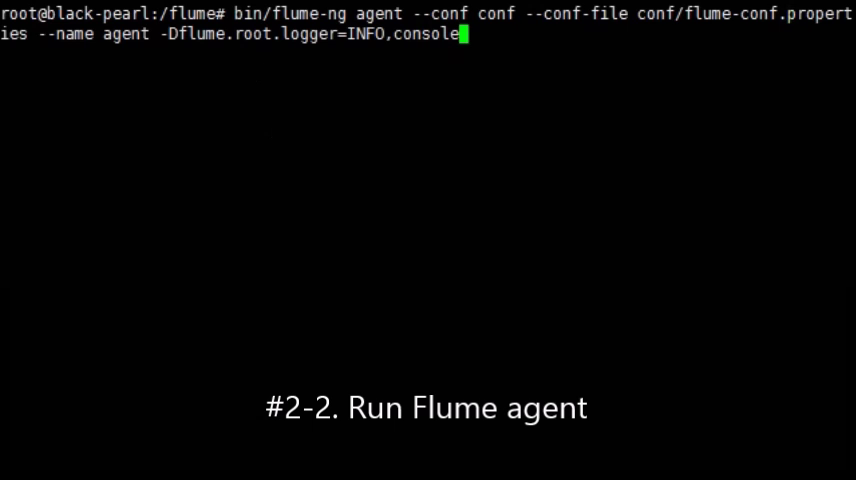 root@black-pearl:/flume# bin/flume-ng agent --conf conf --conf-file conf/flume-conf.propert
ies --name agent -Dflume.root.logger=INFO,console
#2-2. Run Flume agent